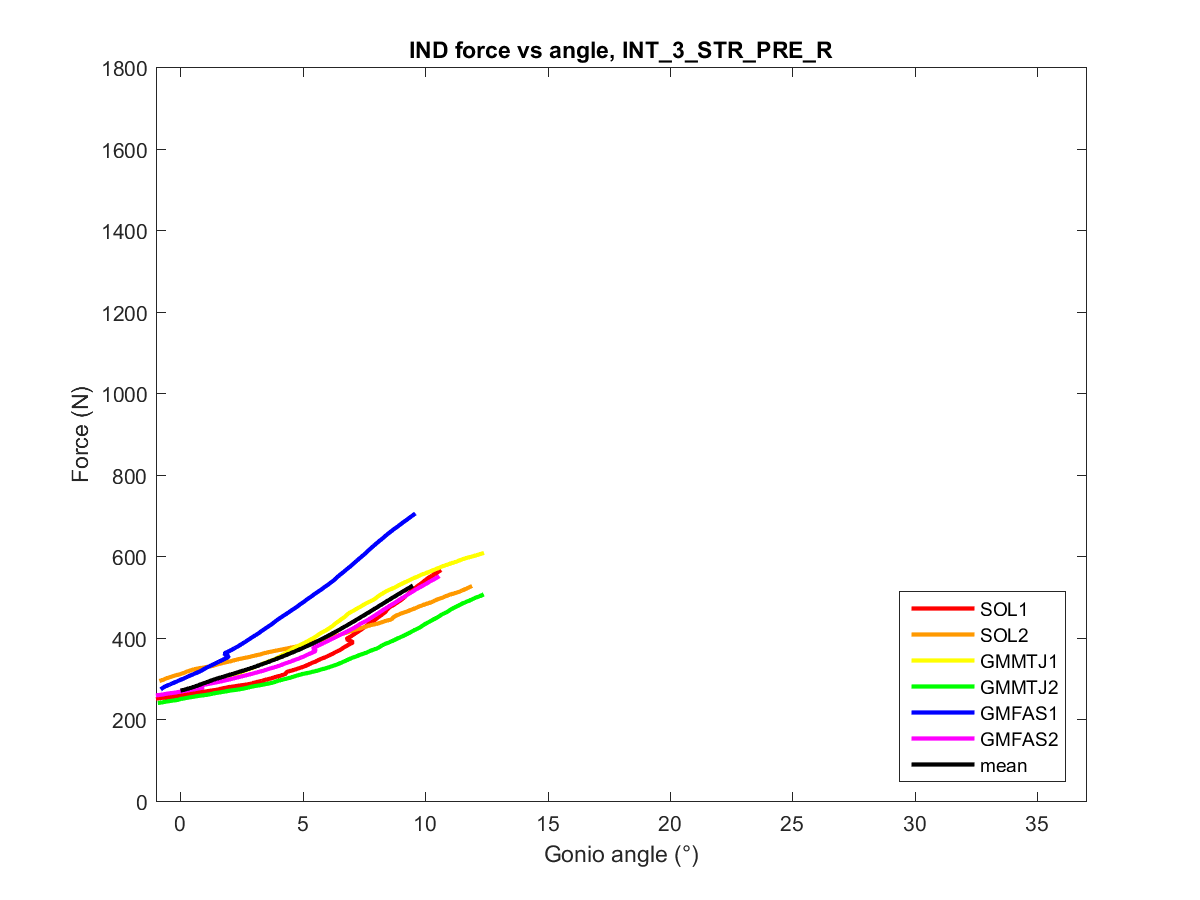 IND force vs angle, INT_3_STR_PRE_R
1800
1600
1400
1200
1000
800
600
400
200
0
Force (N)
0 5 10 15 20 25 30 35
Gonio angle (°)
SOL1
SOL2
GMMTJ1
GMMTJ2
GMFAS1
GMFAS2
mean